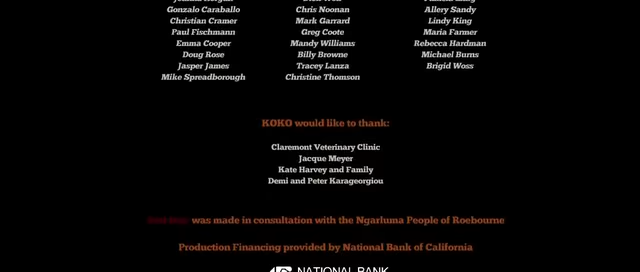 Gonzalo Caraballo Chris Noonan Allery Sandy
Christian Cramer Mark Garrard Lindy King
Paul Fischmann Greg Coote Maria Farmer
Emma Cooper Mandy Williams Rebecca Hardman
Doug Rose Billy Browne Michael Burns
Jasper James Tracey Lanza Brigid Woss
Mike Spreadborough Christine Thomson
KOKO would like to thank:
Claremont Veterinary Clinic
Jacque Meyer
Kate Harvey and Family
Demi and Peter Karageorgiou
was made in consultation with the Ngarluma People of Roebourne
Production Financing provided by National Bank of California
NATIONAL BANK